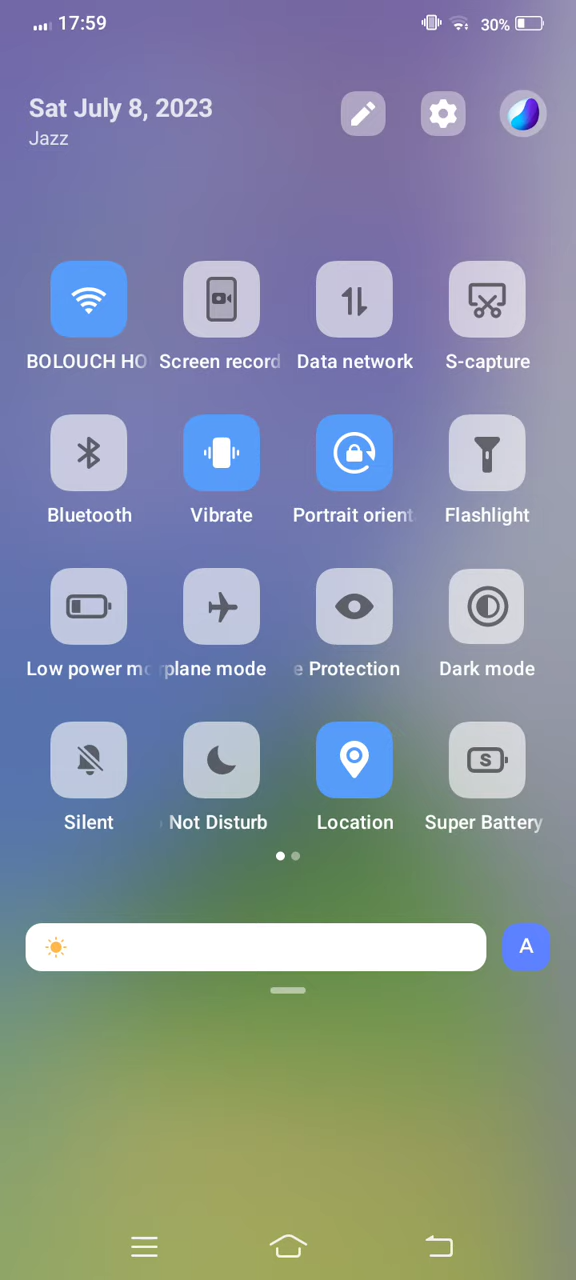 17:59
30%
Sat July 8, 2023
Jazz
BOLOUCH HO
Screen record
Data network
S-capture
Bluetooth
Vibrate
Portrait orient
Flashlight
Low power mo
rplane mode
e Protection
Dark mode
Silent
Not Disturb
Location
S
Super Battery
A